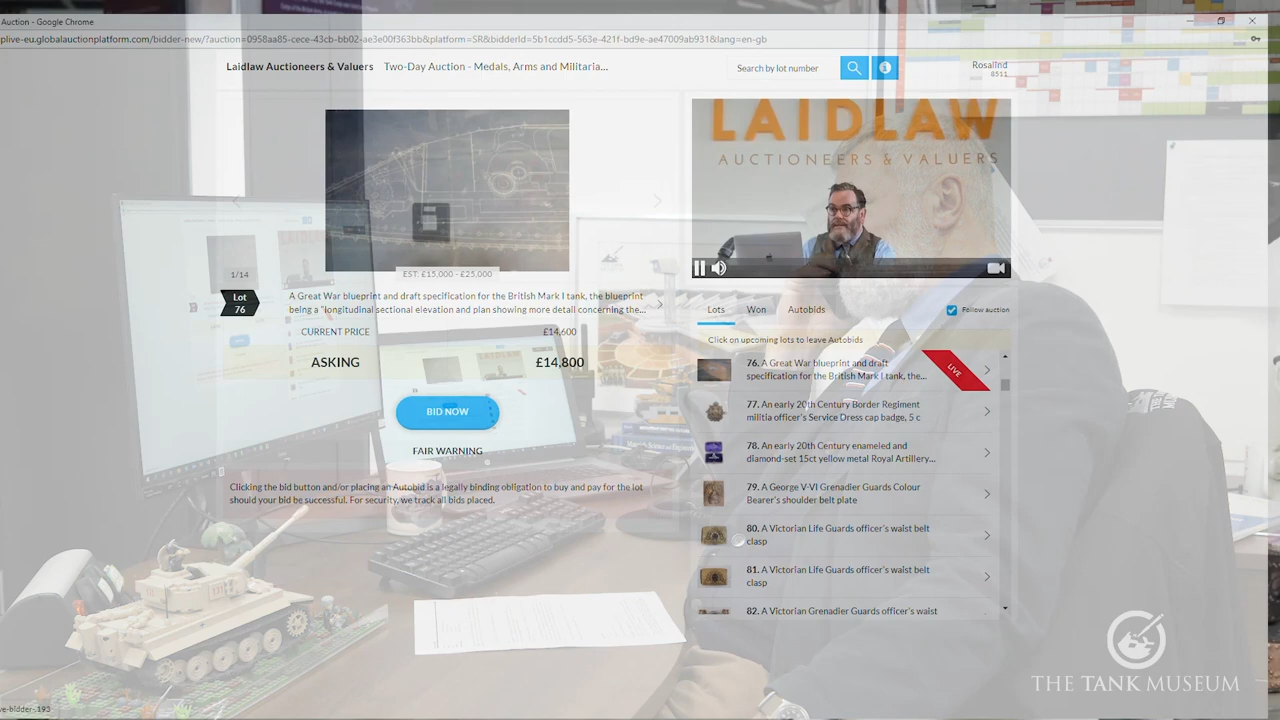 Auction - Google Chrome
plive-eu.globalauctionplatform.com/bidder-new/?auction=0958aa85-cece-43cb-bb02-ae3e00f363bb&platform=SR&bidderId=5b1ccdd5-563e-421f-bd9e-ae47009ab931&lang=en-gb
Laidlaw Auctioneers & Valuers Two-Day Auction - Medals, Arms and Militaria...
Search by lot number
Rosalind
8511
LAIDLAW
AUCTIONEERS & VALUERS
1/14
EST: £15,000 - £25,000
Lot
76
A Great War blueprint and draft specification for the British Mark I tank, the blueprint
being a "longitudinal sectional elevation and plan showing more detail concerning the...
CURRENT PRICE £14,600
ASKING £14,800
BID NOW
FAIR WARNING
Clicking the bid button and/or placing an Autobid is a legally binding obligation to buy and pay for the lot
should your bid be successful. For security, we track all bids placed.
Lots Won Autobids Follow auction
Click on upcoming lots to leave Autobids
76. A Great War blueprint and draft
specification for the British Mark I tank, the...
LIVE
77. An early 20th Century Border Regiment
militia officer's Service Dress cap badge, 5 c
78. An early 20th Century enameled and
diamond-set 15ct yellow metal Royal Artillery...
79. A George V-VI Grenadier Guards Colour
Bearer's shoulder belt plate
80. A Victorian Life Guards officer's waist belt
clasp
81. A Victorian Life Guards officer's waist belt
clasp
82. A Victorian Grenadier Guards officer's waist
THE TANK MUSEUM
ve-bidder-.193